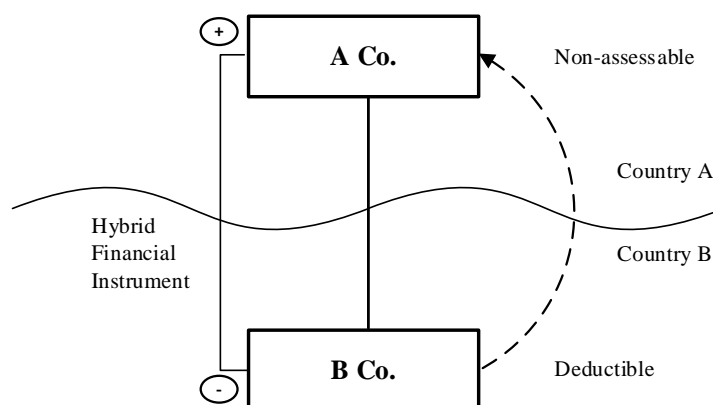 +
A Co.
Non-assessable
Country A
Hybrid
Financial
Instrument
Country B
B Co.
Deductible
-